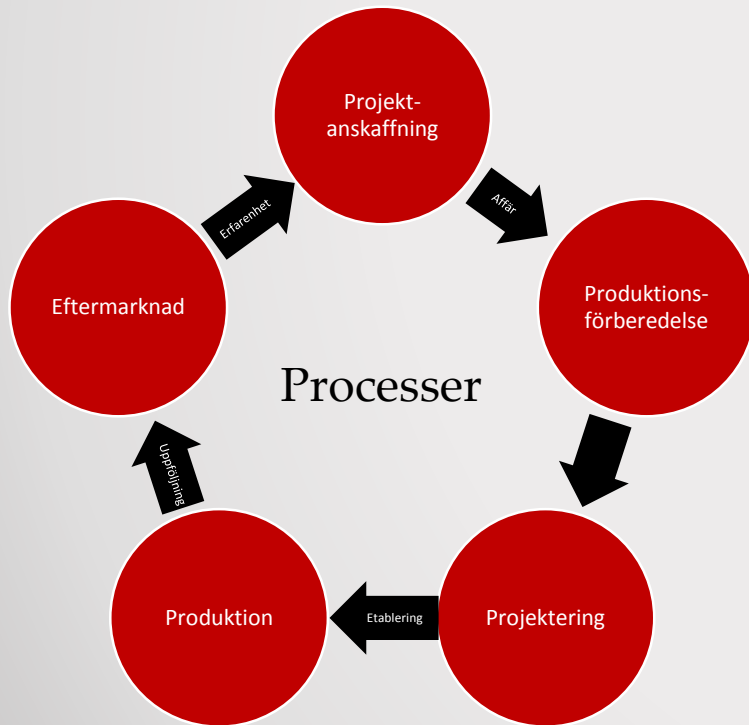 Projekt-
anskaffning
Affär
Produktions-
förberedelse
Projektering
Etablering
Produktion
Uppföljning
Eftermarknad
Erfarenhet
Processer